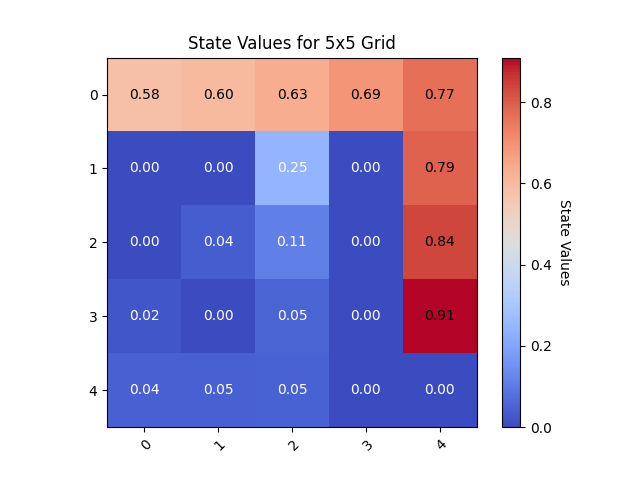 State Values for 5x5 Grid
0 0.58 0.60 0.63 0.69 0.77
1 0.00 0.00 0.25 0.00 0.79
2 0.00 0.04 0.11 0.00 0.84
3 0.02 0.00 0.05 0.00 0.91
4 0.04 0.05 0.05 0.00 0.00
0 1 2 3 4
0.8
0.6
0.4
0.2
0.0
State Values